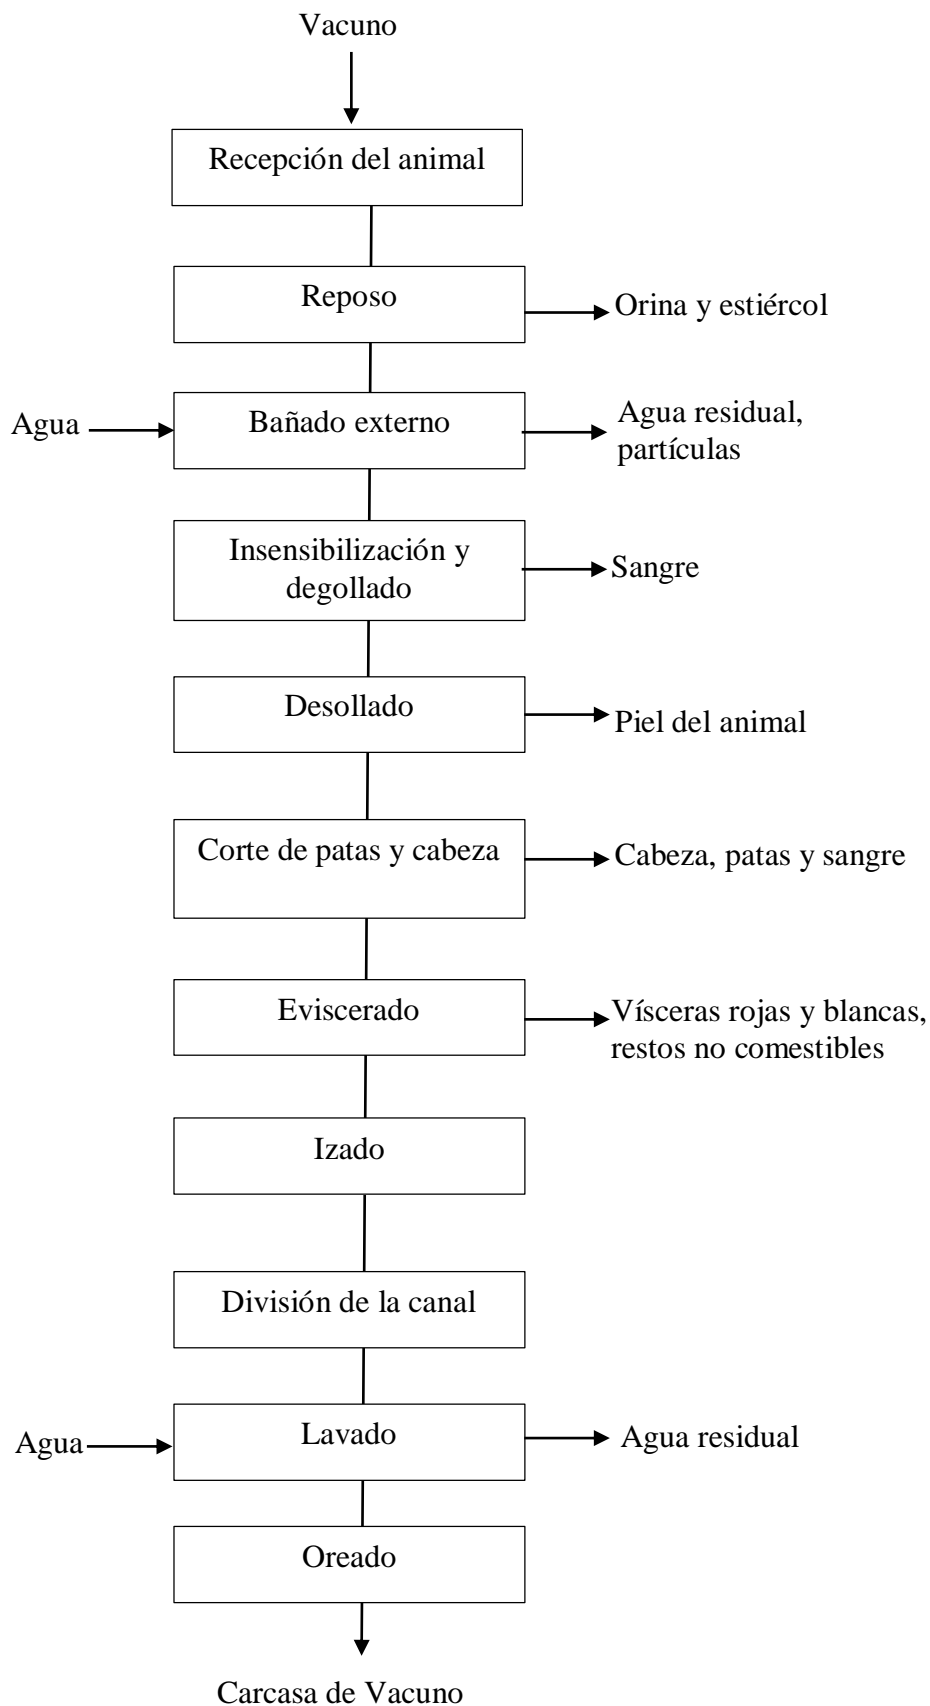 Vacuno
Recepción del animal
Reposo
Orina y estiércol
Agua
Bañado externo
Agua residual,
partículas
Insensibilización y
degollado
Sangre
Desollado
Piel del animal
Corte de patas y cabeza
Cabeza, patas y sangre
Eviscerado
Vísceras rojas y blancas,
restos no comestibles
Izado
División de la canal
Agua
Lavado
Agua residual
Oreado
Carcasa de Vacuno